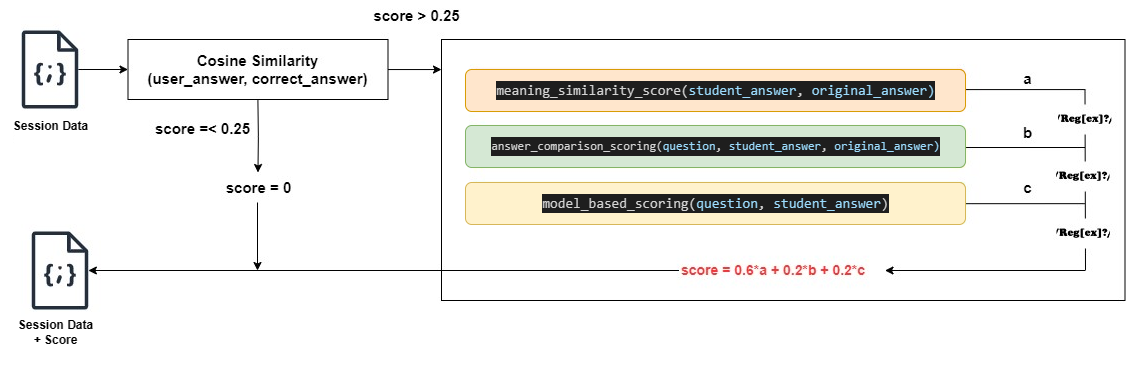 score > 0.25
{;}
Session Data
Cosine Similarity
(user_answer, correct_answer)
score =< 0.25
score = 0
meaning_similarity_score(student_answer, original_answer)
a
/Reg[ex]?/
answer_comparison_scoring(question, student_answer, original_answer)
b
/Reg[ex]?/
model_based_scoring(question, student_answer)
c
/Reg[ex]?/
score = 0.6*a + 0.2*b + 0.2*c
{;}
Session Data
+ Score